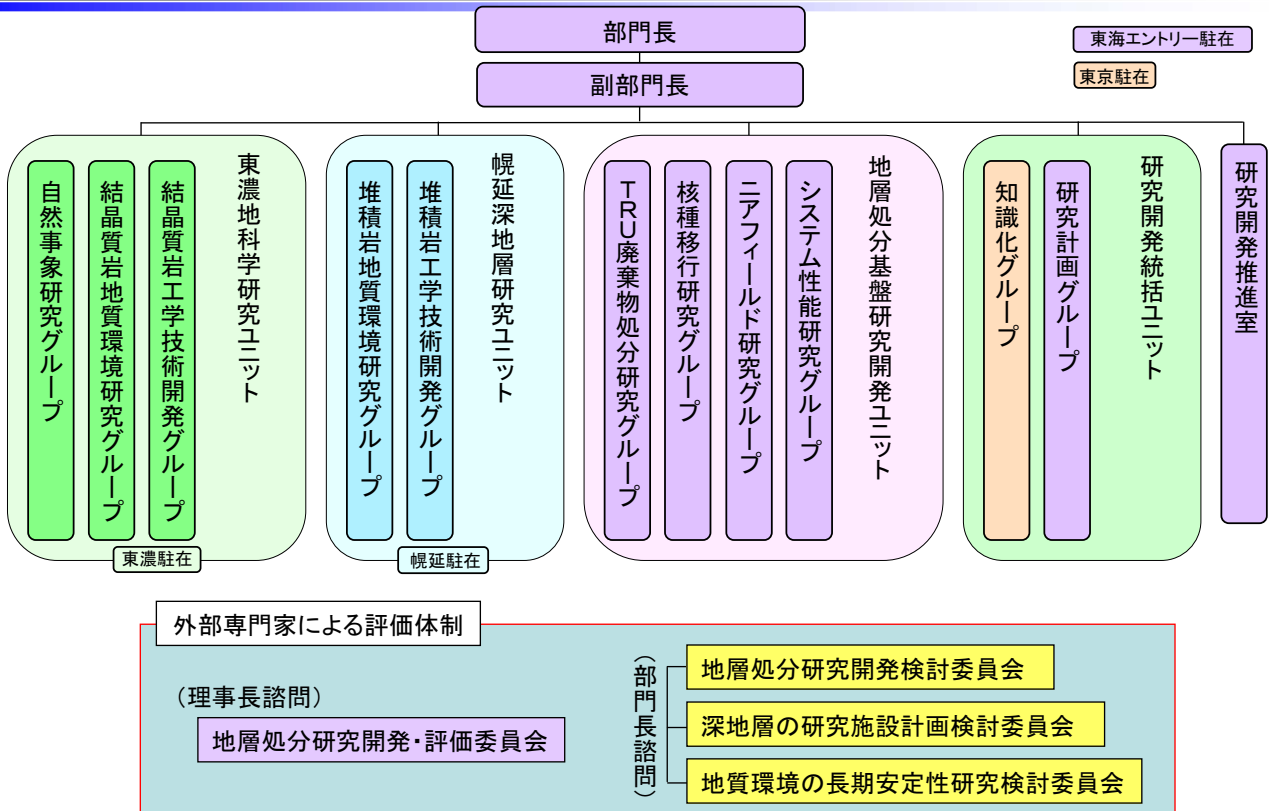 部門長
副部門長
東海エントリー駐在
東京駐在
自然事象研究グループ
結晶質岩地質環境研究グループ
結晶質岩工学技術開発グループ
東濃地科学研究ユニット
東濃駐在
堆積岩地質環境研究グループ
堆積岩工学技術開発グループ
幌延深地層研究ユニット
幌延駐在
TRU廃棄物処分研究グループ
核種移行研究グループ
ニアフィールド研究グループ
システム性能研究グループ
地層処分基盤研究開発ユニット
知識化グループ
研究計画グループ
研究開発統括ユニット
研究開発推進室
外部専門家による評価体制
（理事長諮問）
地層処分研究開発・評価委員会
（部門長諮問）
地層処分研究開発検討委員会
深地層の研究施設計画検討委員会
地質環境の長期安定性研究検討委員会